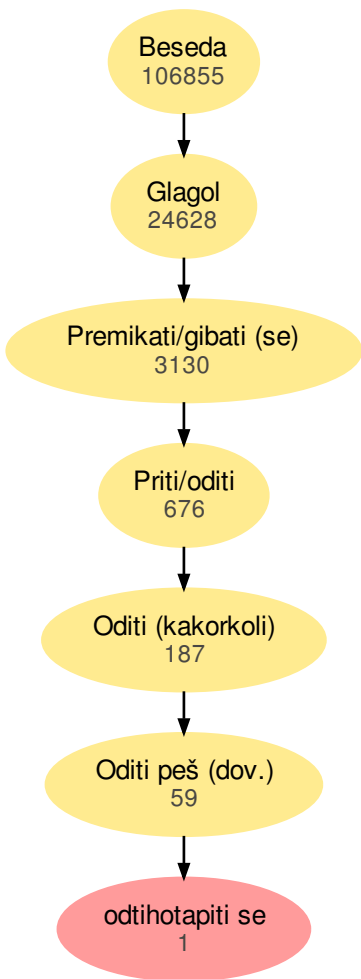 Beseda
106855
Glagol
24628
Premikati/gibati (se)
3130
Priti/oditi
676
Oditi (kakorkoli)
187
Oditi peš (dov.)
59
odtihotapiti se
1